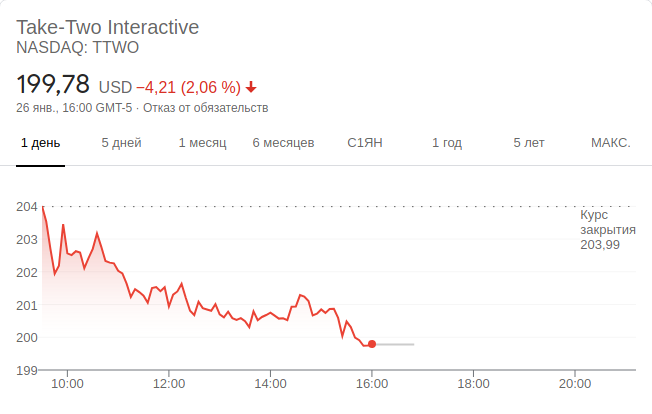 Take-Two Interactive
NASDAQ: TTWO
199,78 USD −4,21 (2,06 %)
26 янв., 16:00 GMT-5 · Отказ от обязательств
1 день 5 дней 1 месяц 6 месяцев С1ЯН 1 год 5 лет МАКС.
204
Курс
закрытия
203,99
203
202
201
200
199
10:00 12:00 14:00 16:00 18:00 20:00